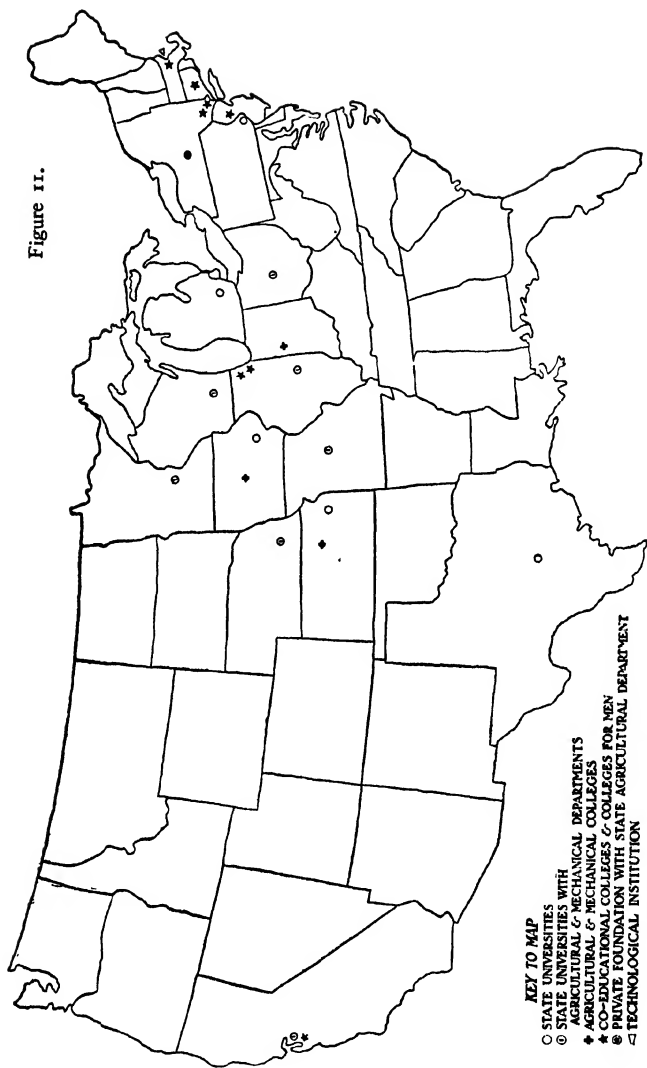 Figure 11.
KEY TO MAP
STATE UNIVERSITIES
STATE UNIVERSITIES WITH
AGRICULTURAL & MECHANICAL DEPARTMENTS
AGRICULTURAL & MECHANICAL COLLEGES
CO-EDUCATIONAL COLLEGES & COLLEGES FOR MEN
PRIVATE FOUNDATION WITH STATE AGRICULTURAL DEPARTMENT
TECHNOLOGICAL INSTITUTION